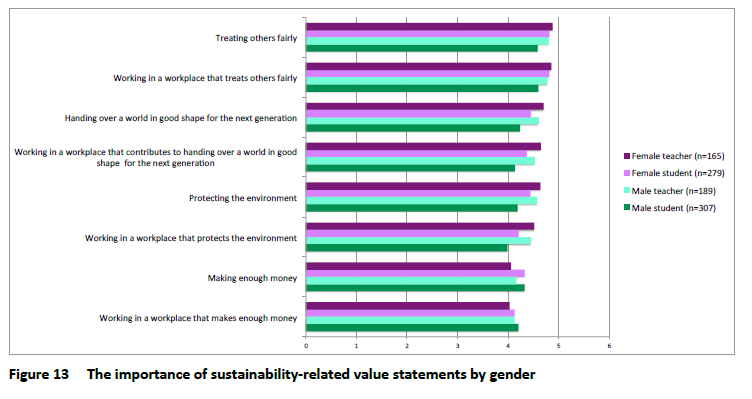 Treating others fairly
Working in a workplace that treats others fairly
Handing over a world in good shape for the next generation
Working in a workplace that contributes to handing over a world in good
shape for the next generation
Protecting the environment
Working in a workplace that protects the environment
Making enough money
Working in a workplace that makes enough money
0 1 2 3 4 5 6
Female teacher (n=165)
Female student (n=279)
Male teacher (n=189)
Male student (n=307)
Figure 13 The importance of sustainability-related value statements by gender